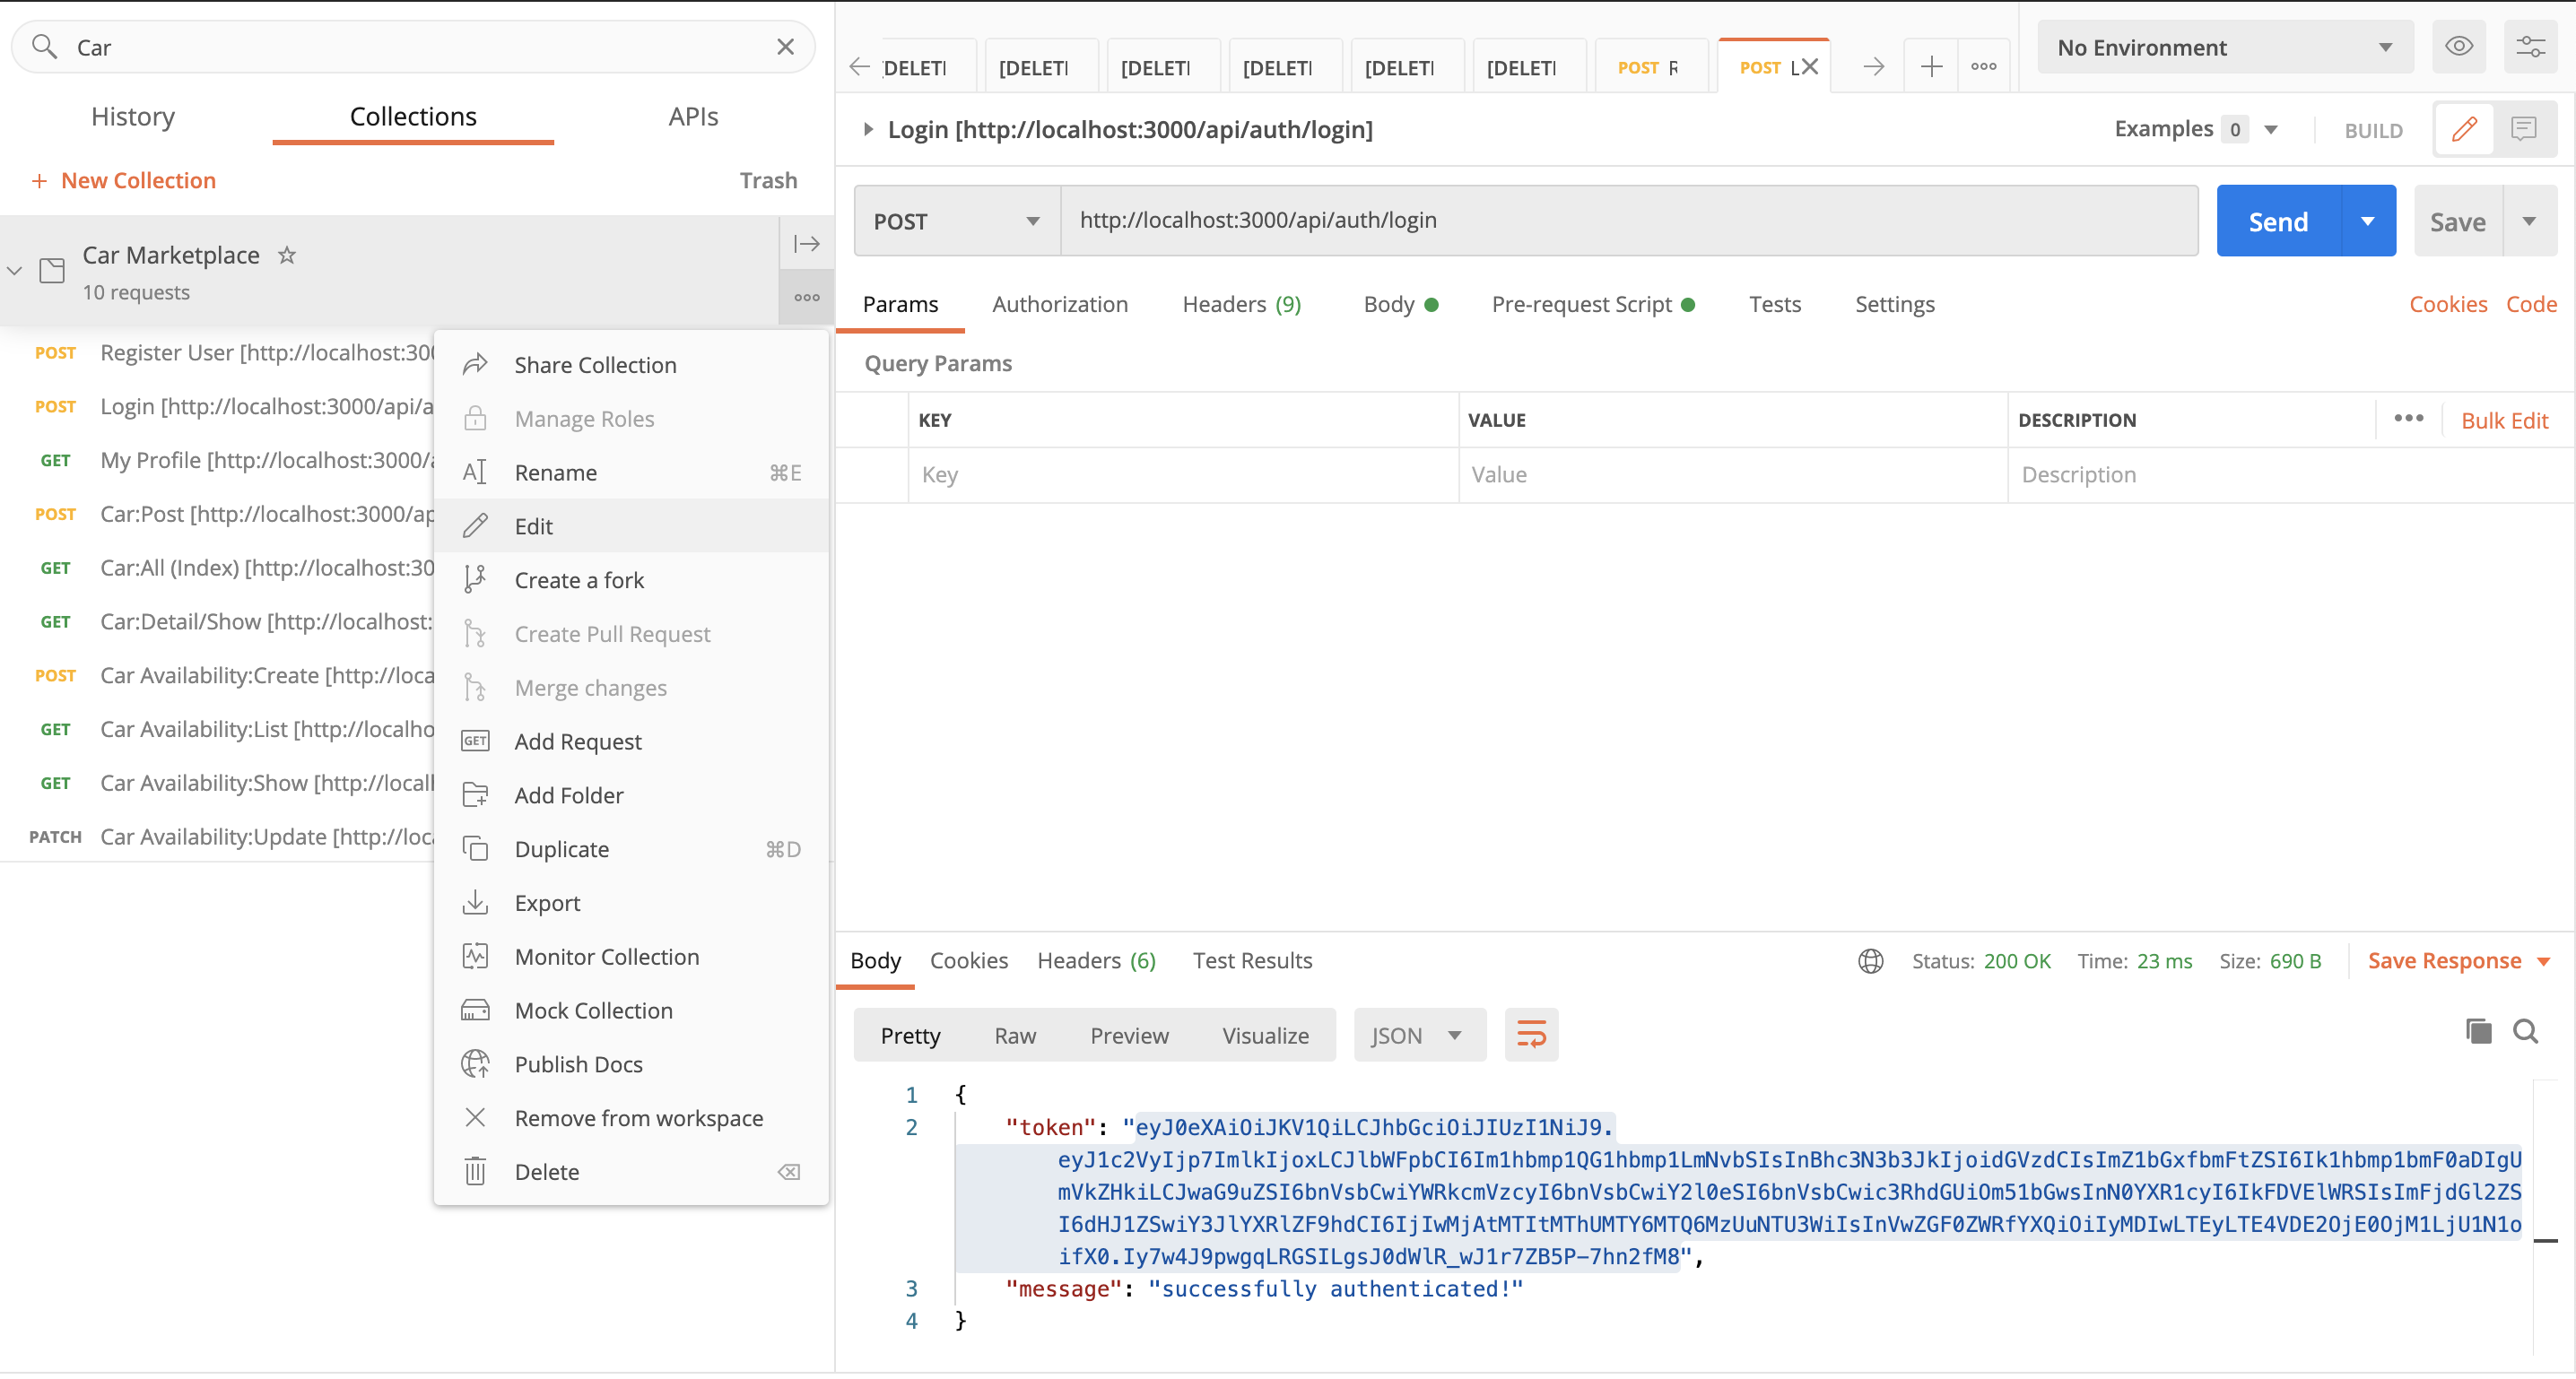 Car
History Collections APIs
+ New Collection Trash
Car Marketplace
10 requests
POST Register User [http://localhost:300
POST Login [http://localhost:3000/api/a
GET My Profile [http://localhost:3000/a
POST Car:Post [http://localhost:3000/ap
GET Car:All (Index) [http://localhost:30
GET Car:Detail/Show [http://localhost:
POST Car Availability:Create [http://loca
GET Car Availability:List [http://localho
GET Car Availability:Show [http://locall
PATCH Car Availability:Update [http://loc
Share Collection
Manage Roles
Rename ⌘E
Edit
Create a fork
Create Pull Request
Merge changes
GET Add Request
Add Folder
Duplicate ⌘D
Export
Monitor Collection
Mock Collection
Publish Docs
Remove from workspace
Delete
[DELETI [DELETI [DELETI [DELETI [DELETI [DELETI POST R POST L
No Environment
Login [http://localhost:3000/api/auth/login]
Examples 0 BUILD
POST http://localhost:3000/api/auth/login Send Save
Params Authorization Headers (9) Body Pre-request Script Tests Settings Cookies Code
Query Params
KEY VALUE DESCRIPTION Bulk Edit
Key Value Description
Body Cookies Headers (6) Test Results Status: 200 OK Time: 23 ms Size: 690 B Save Response
Pretty Raw Preview Visualize JSON
1 {
2 "token": "eyJ0eXAiOiJKV1QiLCJhbGciOiJIUzI1NiJ9.
eyJ1c2VyIjp7ImlkIjoxLCJlbWFpbCI6Im1hbmp1QG1hbmp1LmNvbSIsInBhc3N3b3JkIjoidGVzdCIsImZ1bGxfbmFtZSI6Ik1hbmp1bmF0aDIgU
mVkZHkiLCJwaG9uZSI6bnVsbCwiYWRkcmVzcyI6bnVsbCwiY2l0eSI6bnVsbCwic3RhdGUiOm51bGwsInN0YXR1cyI6IkFDVElWRSIsImFjdGl2ZS
I6dHJ1ZSwiY3JlYXRlZF9hdCI6IjIwMjAtMTItMThUMTY6MTQ6MzUuNTU3WiIsInVwZGF0ZWRfYXQiOiIyMDIwLTEyLTE4VDE2OjE0OjM1LjU1N1o
ifX0.Iy7w4J9pwgqLRGSILgsJ0dWlR_wJ1r7ZB5P-7hn2fM8",
3 "message": "successfully authenticated!"
4 }